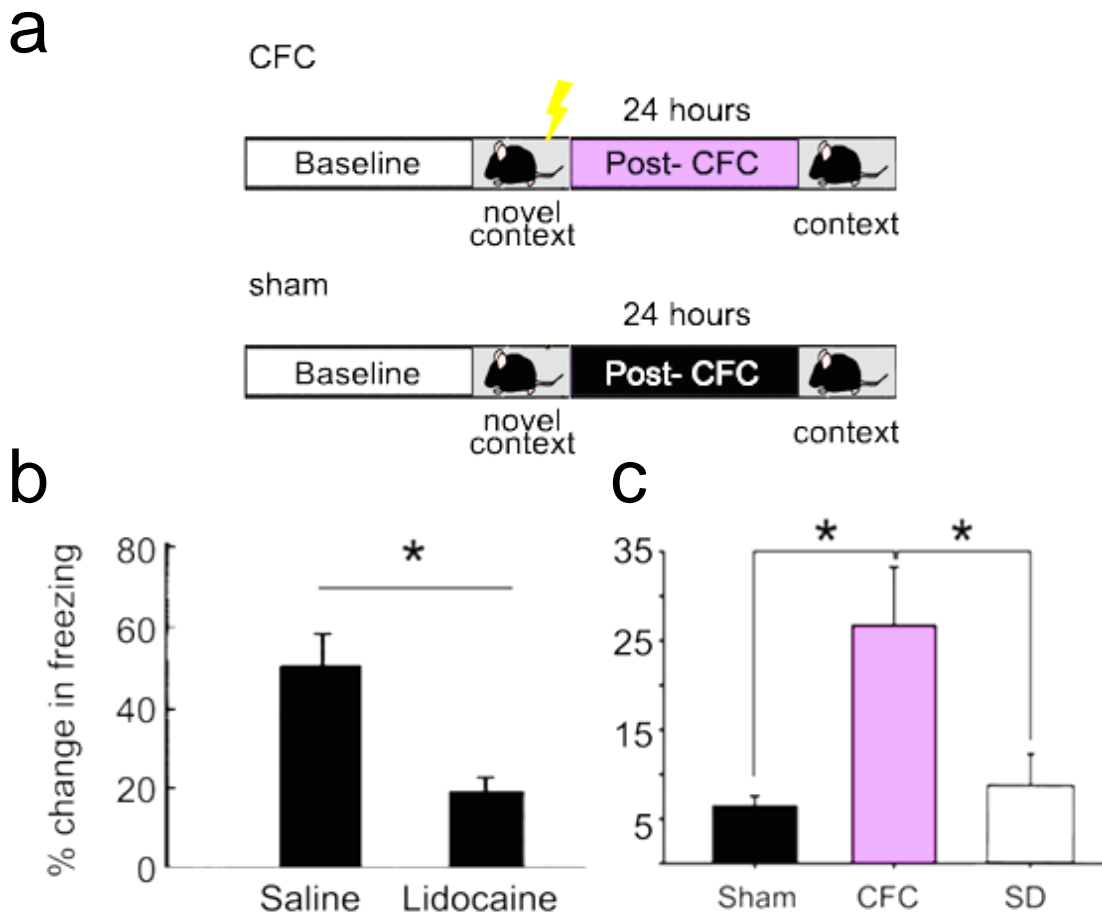 a
CFC
24 hours
Baseline
Post- CFC
novel
context
context
sham
24 hours
Baseline
Post- CFC
novel
context
context
b
% change in freezing
80
60
40
20
0
*
Saline
Lidocaine
c
35
25
15
5
*
*
Sham
CFC
SD